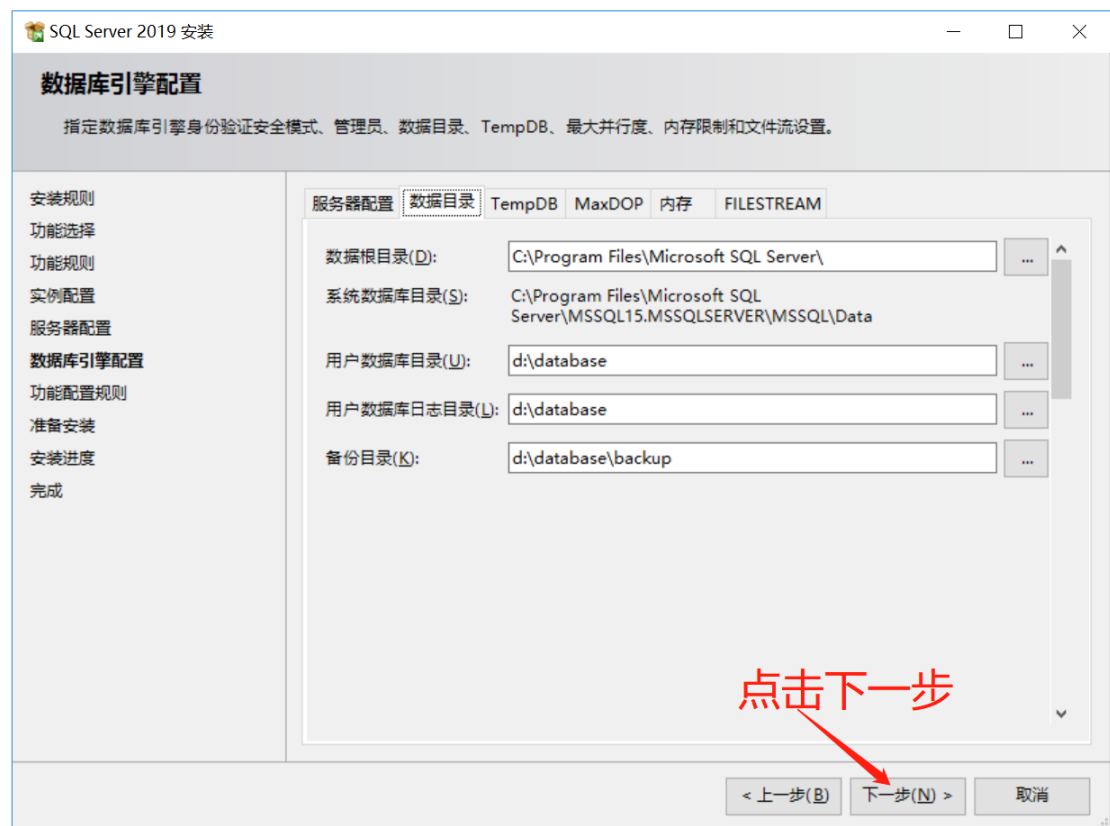 SQL Server 2019 安装
数据库引擎配置
指定数据库引擎身份验证安全模式、管理员、数据目录、TempDB、最大并行度、内存限制和文件流设置。
安装规则
功能选择
功能规则
实例配置
服务器配置
数据库引擎配置
功能配置规则
准备安装
安装进度
完成
服务器配置 数据目录 TempDB MaxDOP 内存 FILESTREAM
数据根目录(D): C:\Program Files\Microsoft SQL Server\ ...
系统数据库目录(S): C:\Program Files\Microsoft SQL
Server\MSSQL15.MSSQLSERVER\MSSQL\Data
用户数据库目录(U): d:\database ...
用户数据库日志目录(L): d:\database ...
备份目录(K): d:\database\backup ...
点击下一步
< 上一步(B) 下一步(N) > 取消